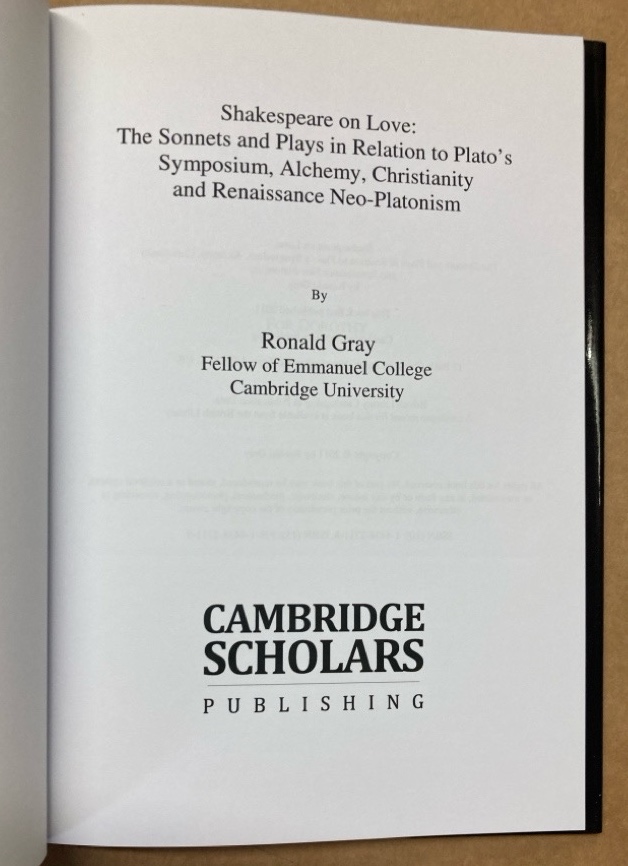 Shakespeare on Love:
The Sonnets and Plays in Relation to Plato's
Symposium, Alchemy, Christianity
and Renaissance Neo-Platonism
By
Ronald Gray
Fellow of Emmanuel College
Cambridge University
CAMBRIDGE
SCHOLARS
PUBLISHING